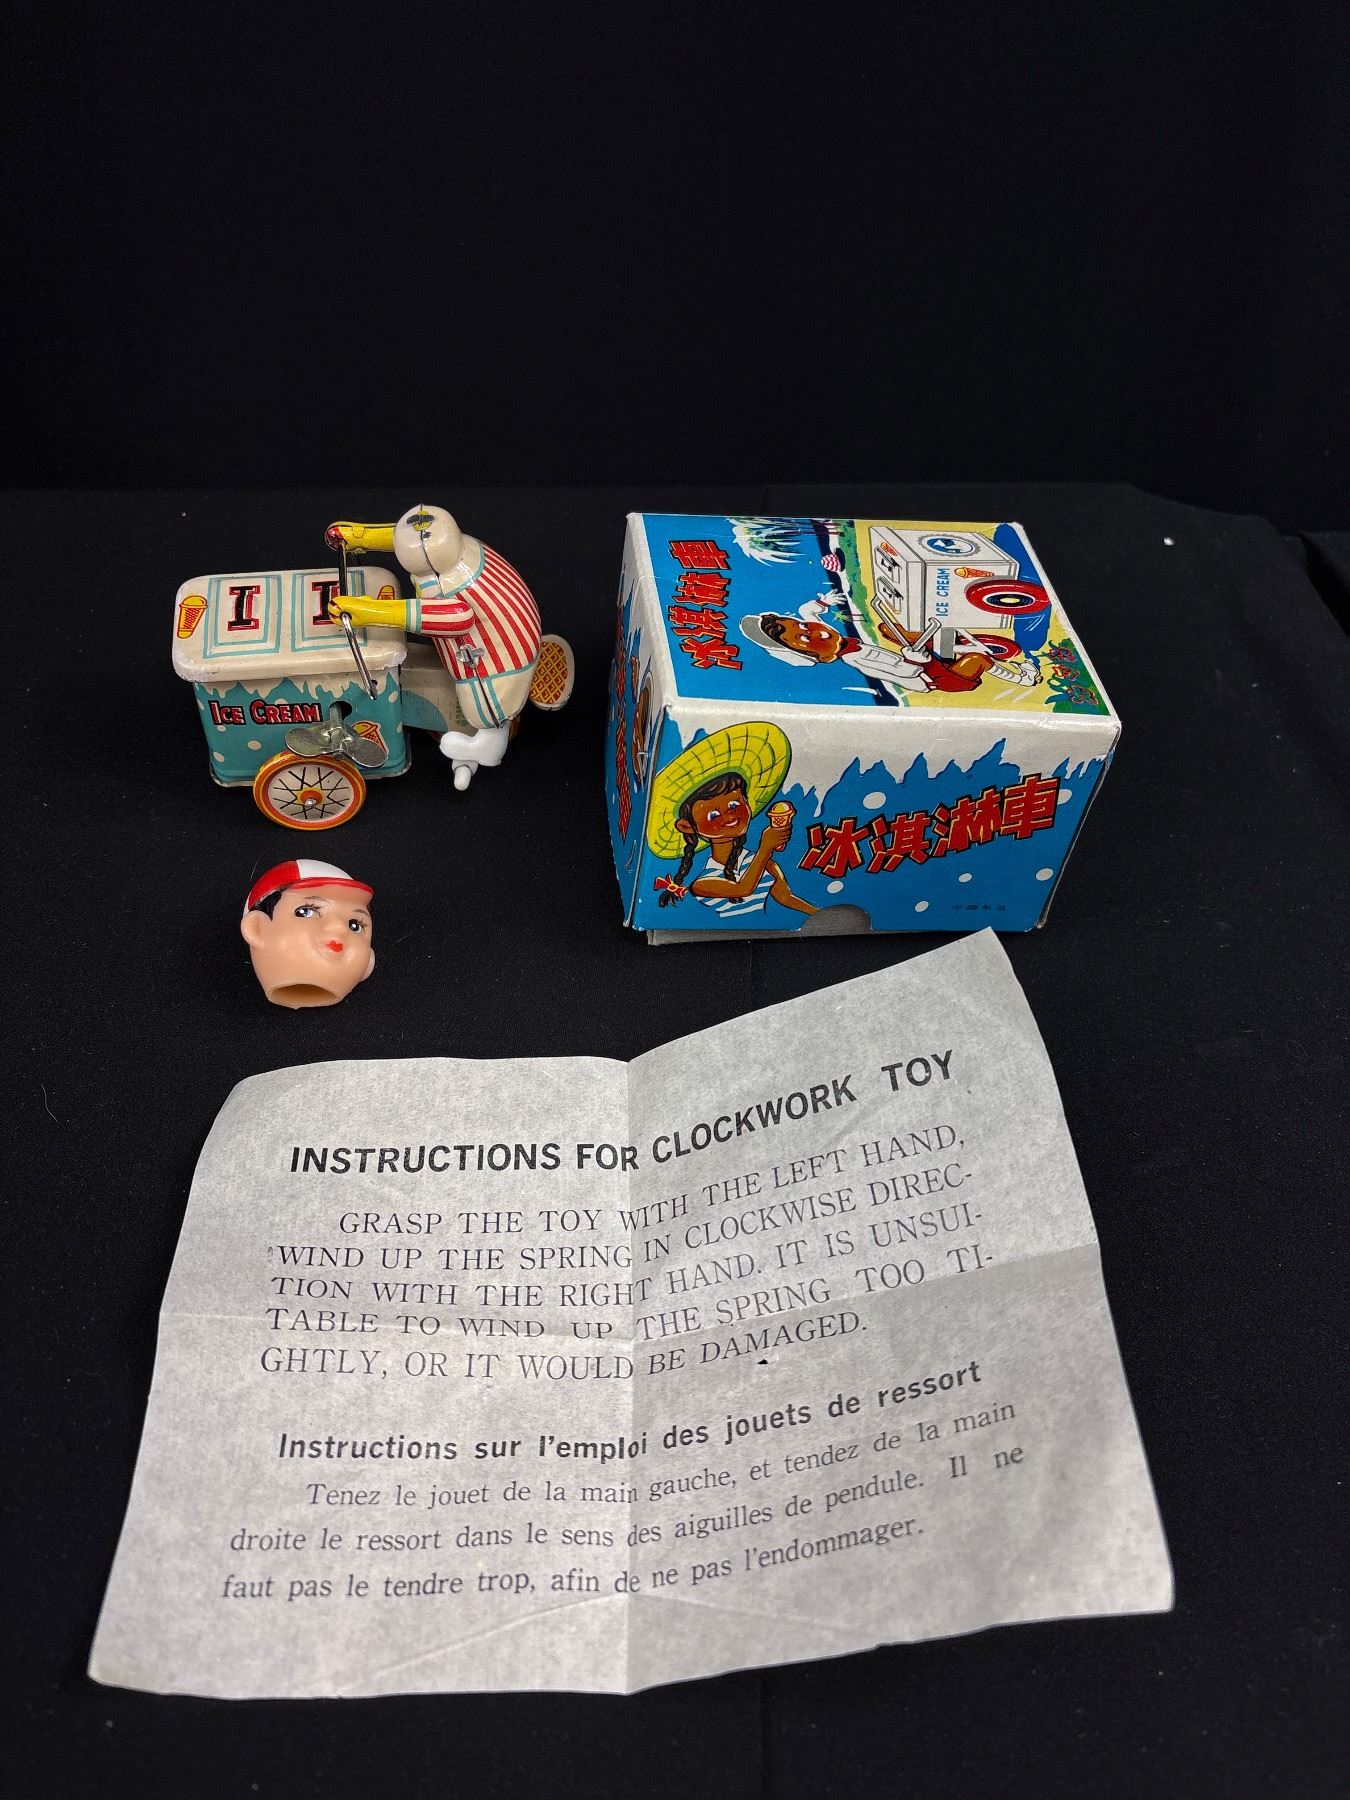 I I
ICE CREAM
冰淇淋車
ICE CREAM
冰淇淋車
中國製造
INSTRUCTIONS FOR CLOCKWORK TOY
GRASP THE TOY WITH THE LEFT HAND,
WIND UP THE SPRING IN CLOCKWISE DIREC-
TION WITH THE RIGHT HAND. IT IS UNSUI-
TABLE TO WIND UP THE SPRING TOO TI-
GHTLY, OR IT WOULD BE DAMAGED.
Instructions sur l'emploi des jouets de ressort
Tenez le jouet de la main gauche, et tendez de la main
droite le ressort dans le sens des aiguilles de pendule. Il ne
faut pas le tendre trop, afin de ne pas l'endommager.